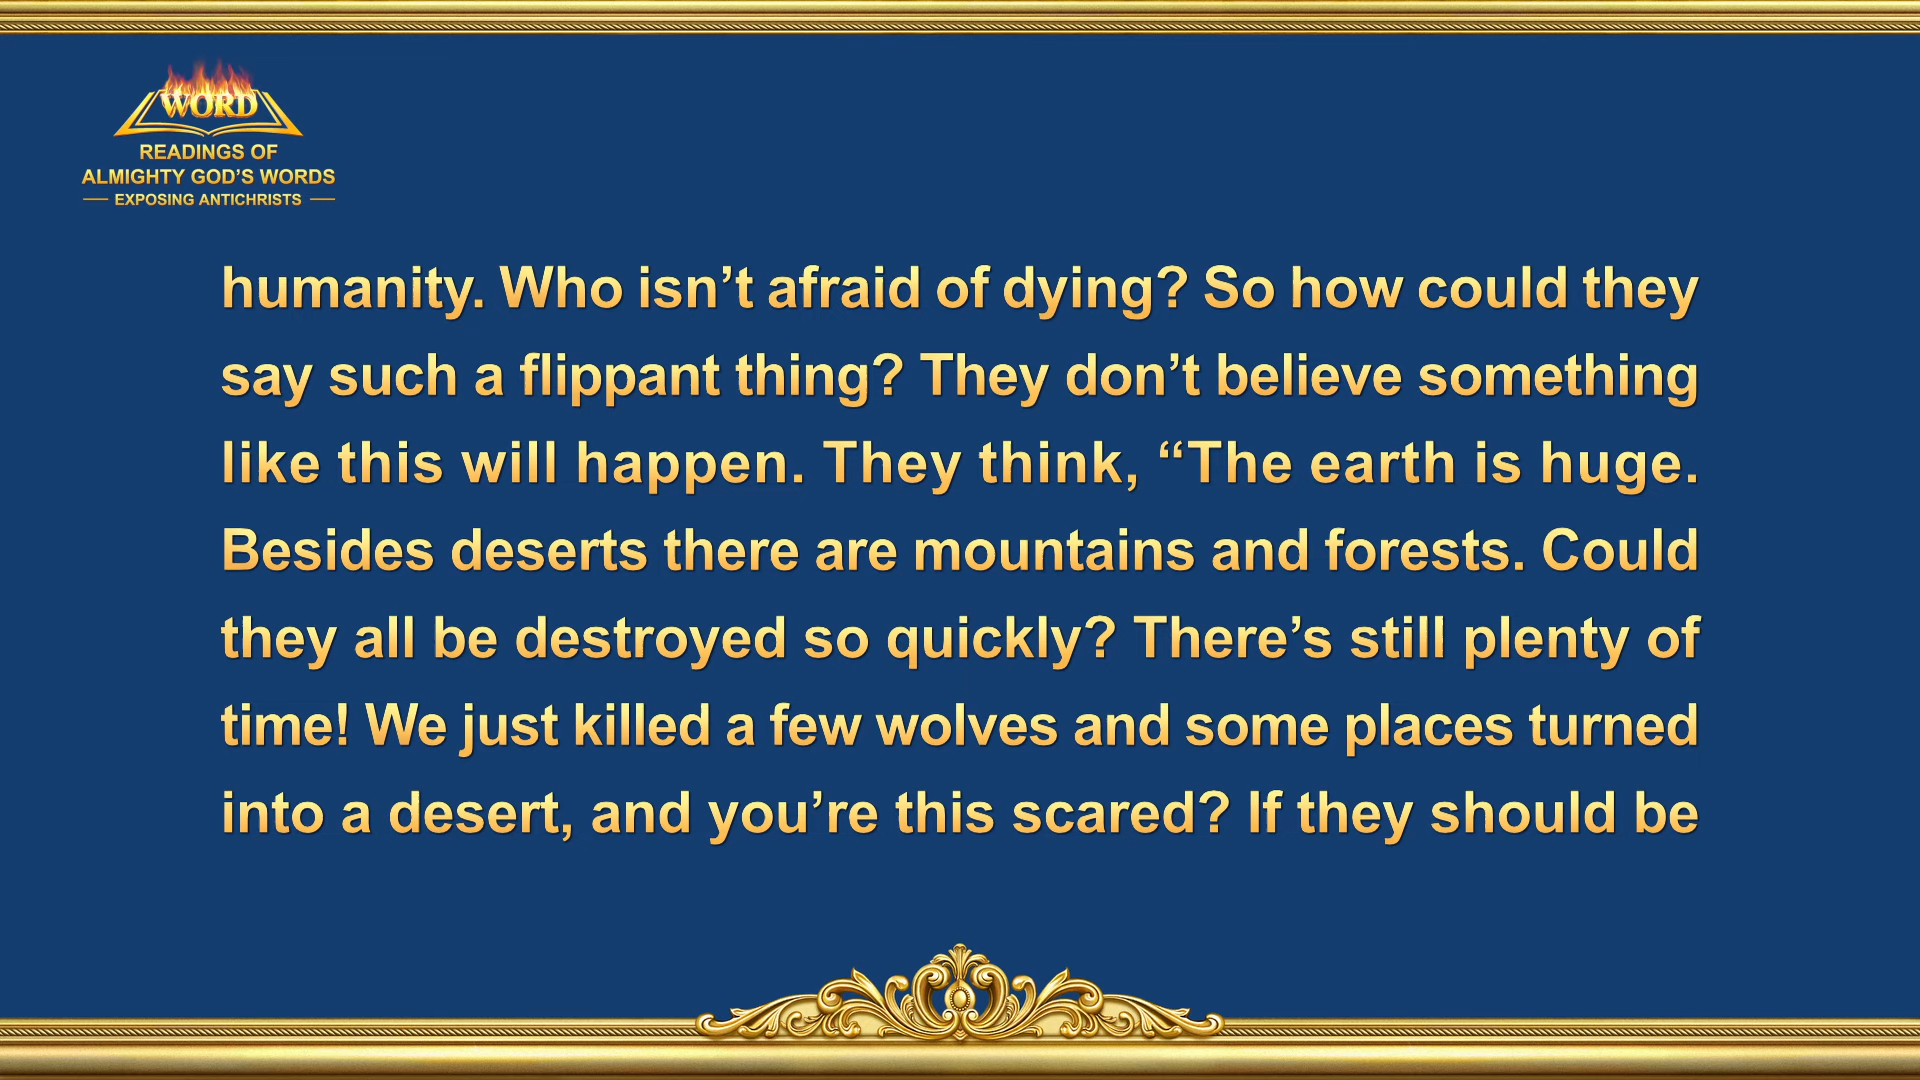 WORD
READINGS OF
ALMIGHTY GOD'S WORDS
EXPOSING ANTICHRISTS
humanity. Who isn’t afraid of dying? So how could they
say such a flippant thing? They don’t believe something
like this will happen. They think, “The earth is huge.
Besides deserts there are mountains and forests. Could
they all be destroyed so quickly? There’s still plenty of
time! We just killed a few wolves and some places turned
into a desert, and you’re this scared? If they should be